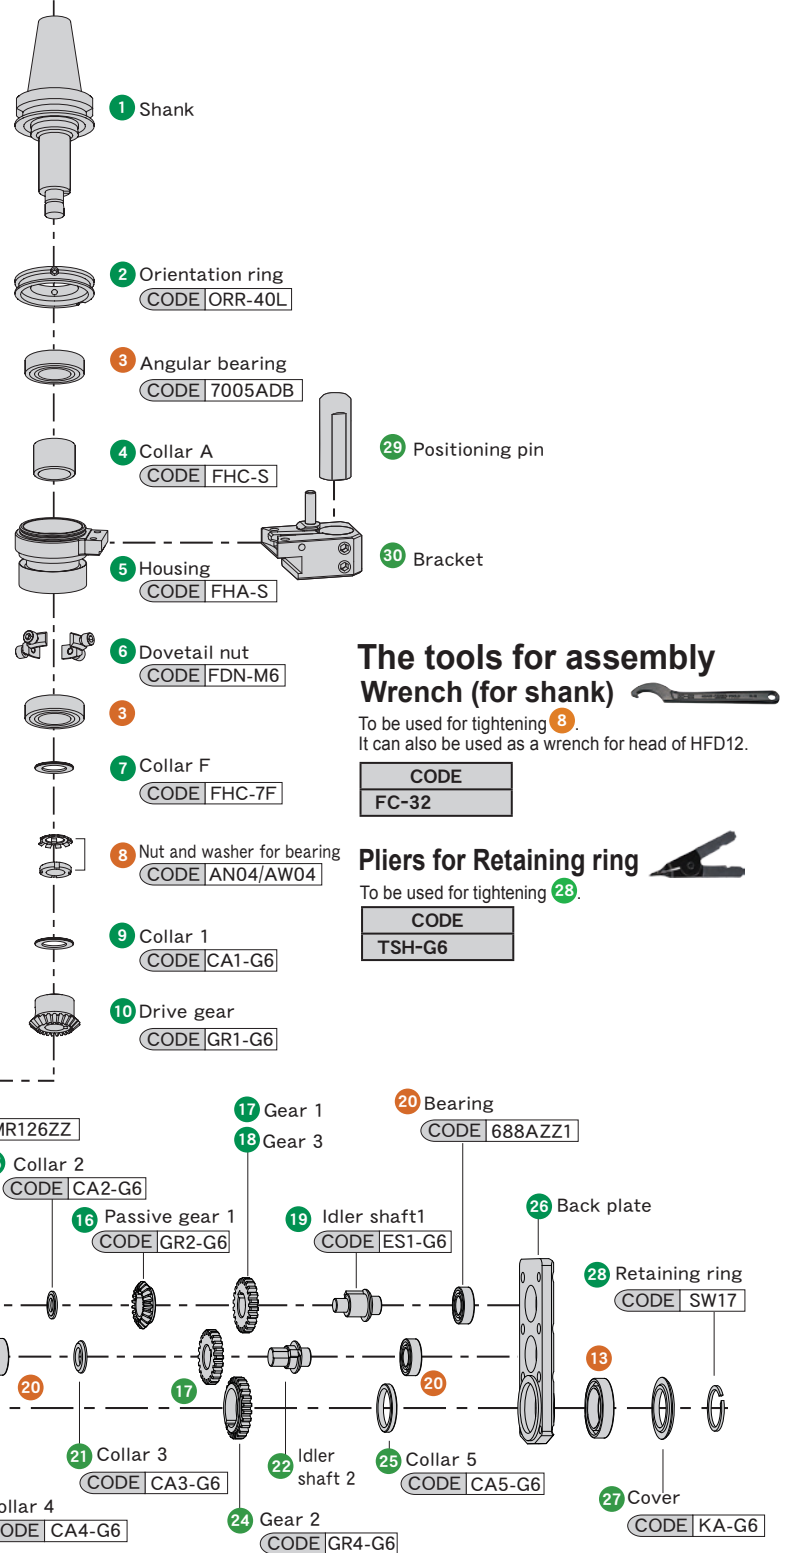 1 Shank
2 Orientation ring
CODE ORR-40L
3 Angular bearing
CODE 7005ADB
4 Collar A
CODE FHC-S
29 Positioning pin
30 Bracket
5 Housing
CODE FHA-S
6 Dovetail nut
CODE FDN-M6
3
7 Collar F
CODE FHC-7F
8 Nut and washer for bearing
CODE AN04/AW04
9 Collar 1
CODE CA1-G6
10 Drive gear
CODE GR1-G6
The tools for assembly
Wrench (for shank)
To be used for tightening 8.
It can also be used as a wrench for head of HFD12.
CODE
FC-32
Pliers for Retaining ring
To be used for tightening 28.
CODE
TSH-G6
MR126ZZ
Collar 2
CODE CA2-G6
16 Passive gear 1
CODE GR2-G6
17 Gear 1
18 Gear 3
19 Idler shaft1
CODE ES1-G6
20 Bearing
CODE 688AZZ1
26 Back plate
28 Retaining ring
CODE SW17
13
20
17
20
21 Collar 3
CODE CA3-G6
22 Idler
shaft 2
25 Collar 5
CODE CA5-G6
27 Cover
CODE KA-G6
ollar 4
ODE CA4-G6
24 Gear 2
CODE GR4-G6